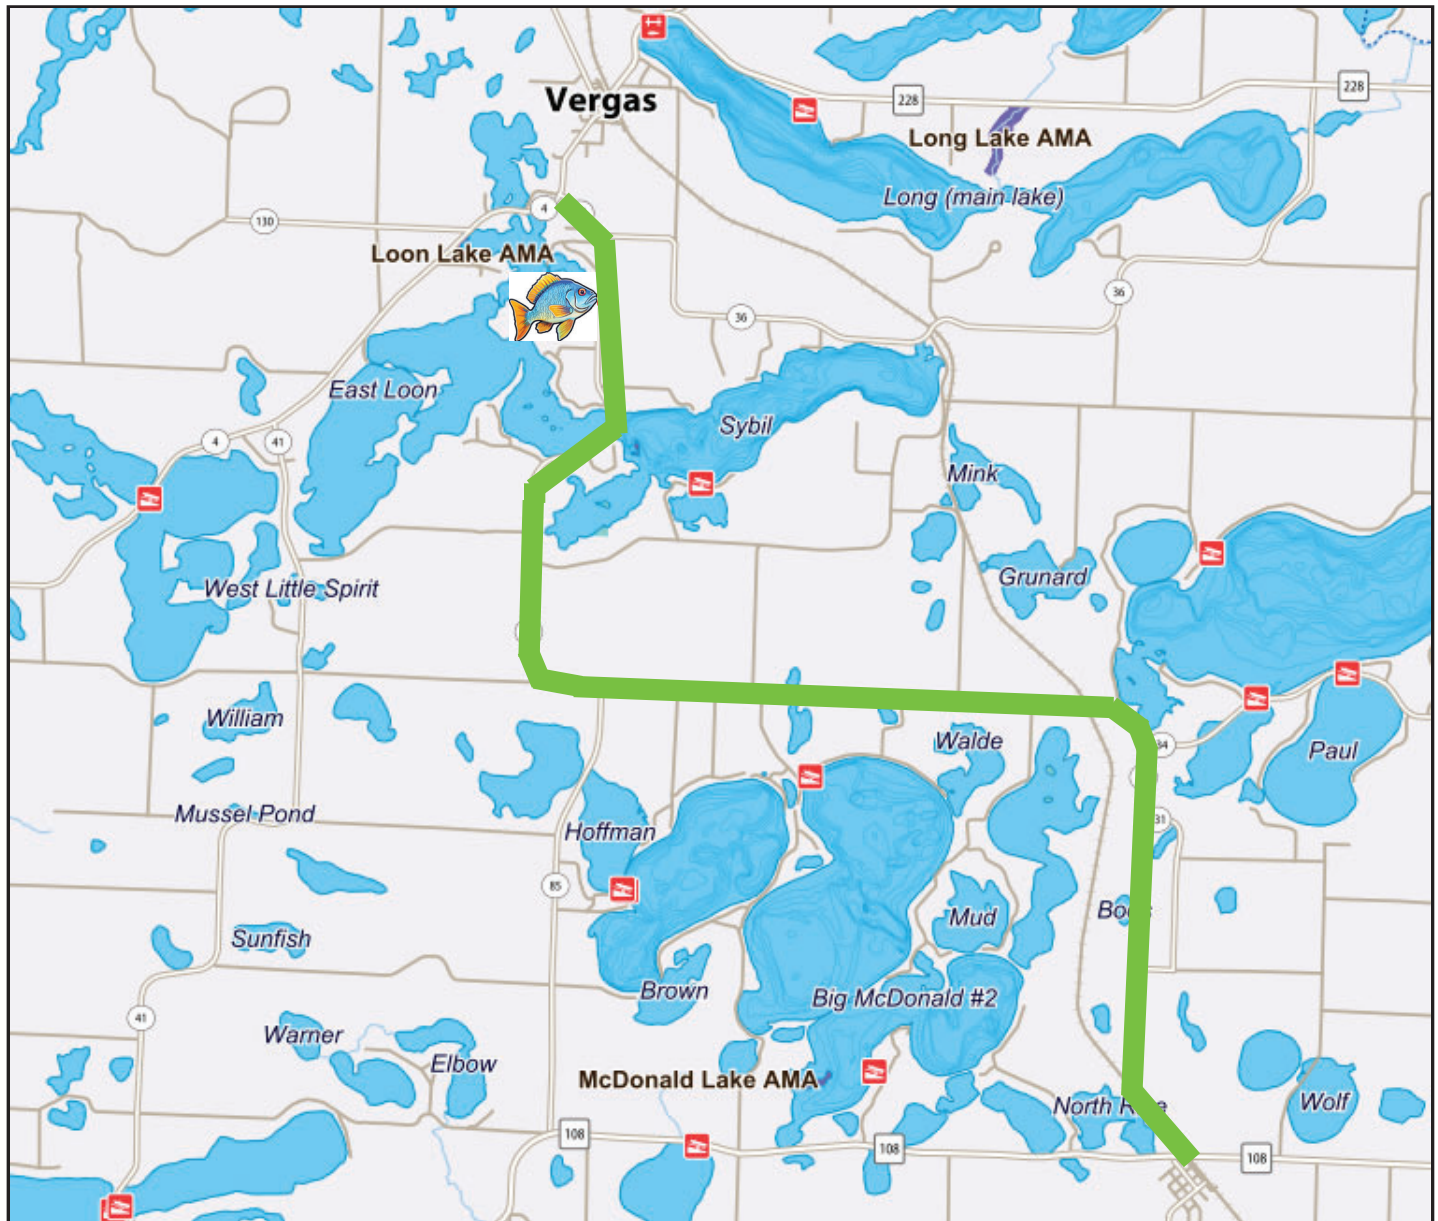 Vergas
228
228
Long Lake AMA
Long (main lake)
4
130
Loon Lake AMA
36
36
East Loon
Sybil
4
41
Mink
Grunard
West Little Spirit
William
Walde
34
Paul
Mussel Pond
31
Hoffman
85
Mud
Sunfish
Brown
Big McDonald #2
41
Warner
Elbow
McDonald Lake AMA
North
Wolf
108
108
108